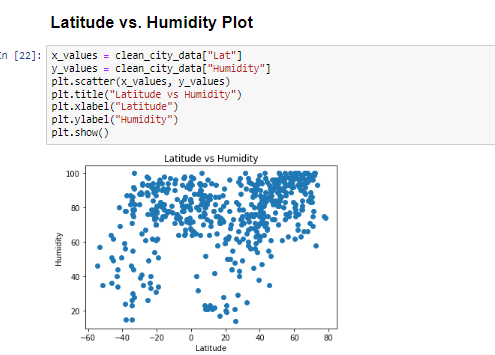 Latitude vs. Humidity Plot
n [22]:
x_values = clean_city_data["Lat"]
y_values = clean_city_data["Humidity"]
plt.scatter(x_values, y_values)
plt.title("Latitude vs Humidity")
plt.xlabel("Latitude")
plt.ylabel("Humidity")
plt.show()
Latitude vs Humidity
100
80
60
40
20
Humidity
−60 −40 −20 0 20 40 60 80
Latitude